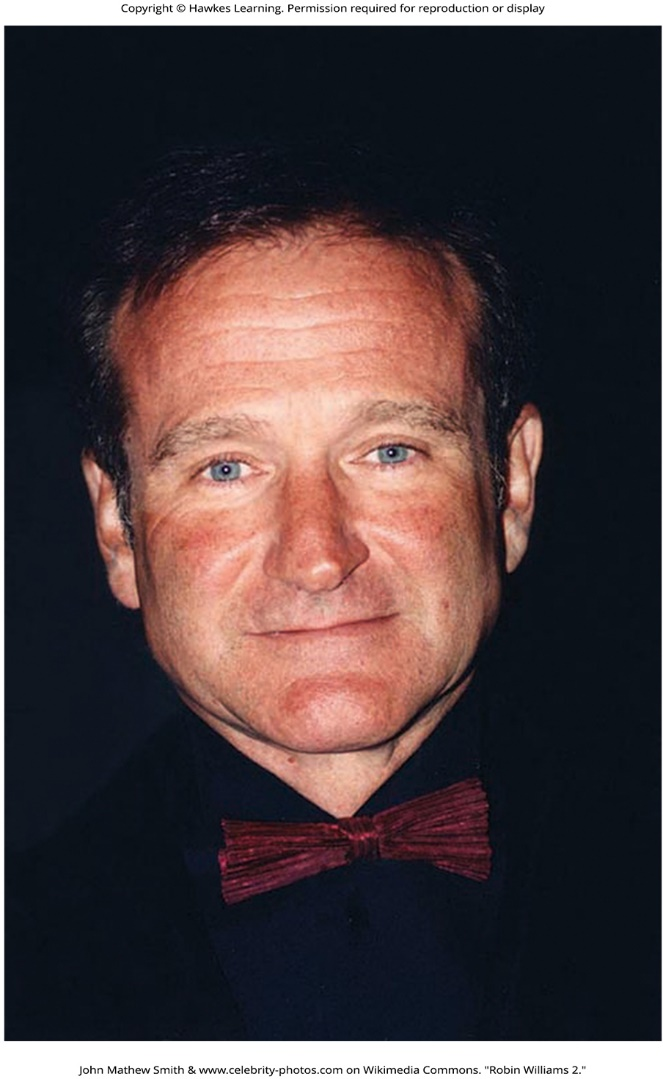 Copyright © Hawkes Learning. Permission required for reproduction or display
John Mathew Smith & www.celebrity-photos.com on Wikimedia Commons. "Robin Williams 2."